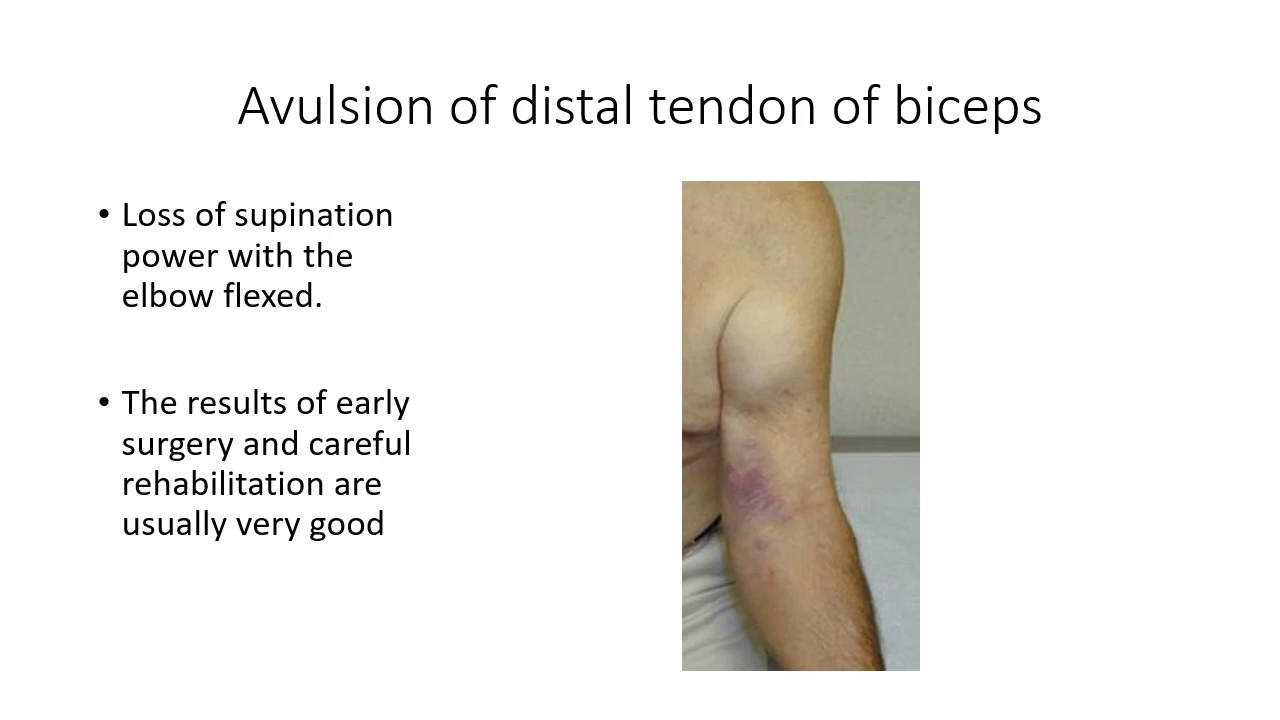 Avulsion of distal tendon of biceps
• Loss of supination
power with the
elbow flexed.
• The results of early
surgery and careful
rehabilitation are
usually very good